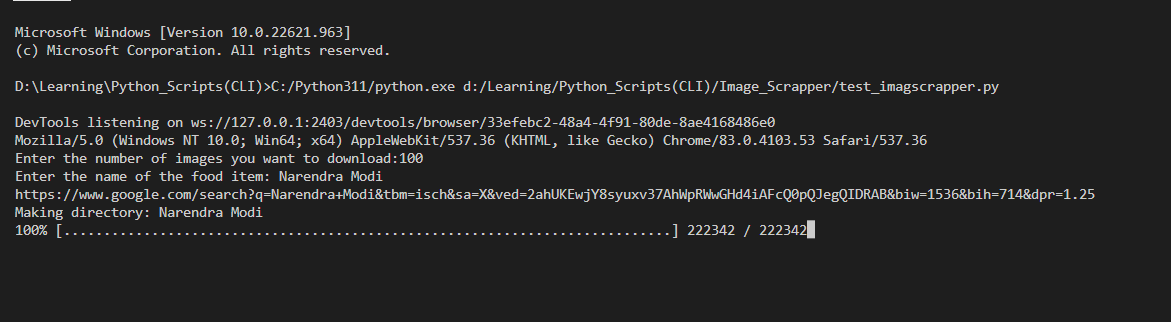 Microsoft Windows [Version 10.0.22621.963]
(c) Microsoft Corporation. All rights reserved.
D:\Learning\Python_Scripts(CLI)>C:/Python311/python.exe d:/Learning/Python_Scripts(CLI)/Image_Scrapper/test_imagscrapper.py
DevTools listening on ws://127.0.0.1:2403/devtools/browser/33efebc2-48a4-4f91-80de-8ae4168486e0
Mozilla/5.0 (Windows NT 10.0; Win64; x64) AppleWebKit/537.36 (KHTML, like Gecko) Chrome/83.0.4103.53 Safari/537.36
Enter the number of images you want to download:100
Enter the name of the food item: Narendra Modi
https://www.google.com/search?q=Narendra+Modi&tbm=isch&sa=X&ved=2ahUKEwjY8syuxv37AhWpRWwGHd4iAFcQ0pQJegQIDRAB&biw=1536&bih=714&dpr=1.25
Making directory: Narendra Modi
100% [............................................................................] 222342 / 222342